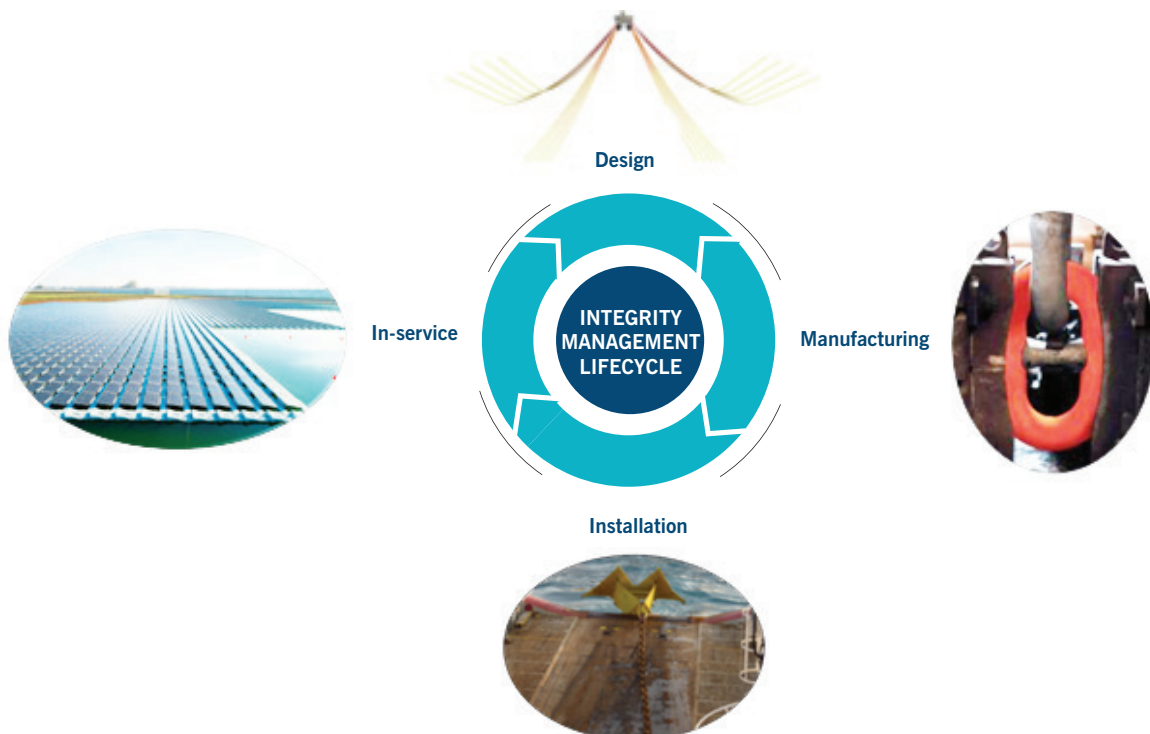 Design
In-service
INTEGRITY
MANAGEMENT
LIFECYCLE
Manufacturing
Installation